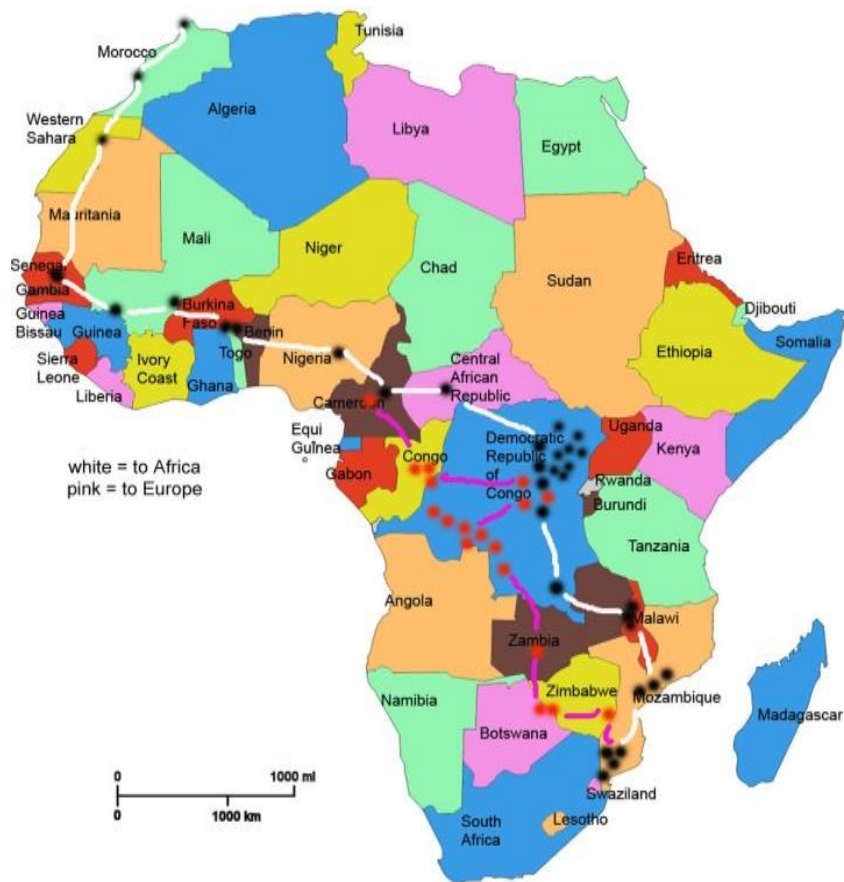 Tunisia
Morocco
Algeria
Western
Sahara
Libya
Egypt
Mauritania
Mali
Niger
Chad
Sudan
Eritrea
Senega
Gambia
Djibouti
Guinea
Bissau
Guinea
Burkina
Faso
Benin
Togo
Nigeria
Somalia
Ethiopia
Sierra
Leone
Ivory
Coast
Ghana
Liberia
Central
African
Republic
Cameroon
Uganda
Kenya
Equi
Guinea
Democratic
Republic
of
Congo
Congo
Gabon
Rwanda
Burundi
white = to Africa
pink = to Europe
Tanzania
Angola
Malawi
Zambia
Zimbabwe
Mozambique
Namibia
Botswana
Madagascar
0 1000 mi
0 1000 km
Swaziland
South
Africa
Lesotho